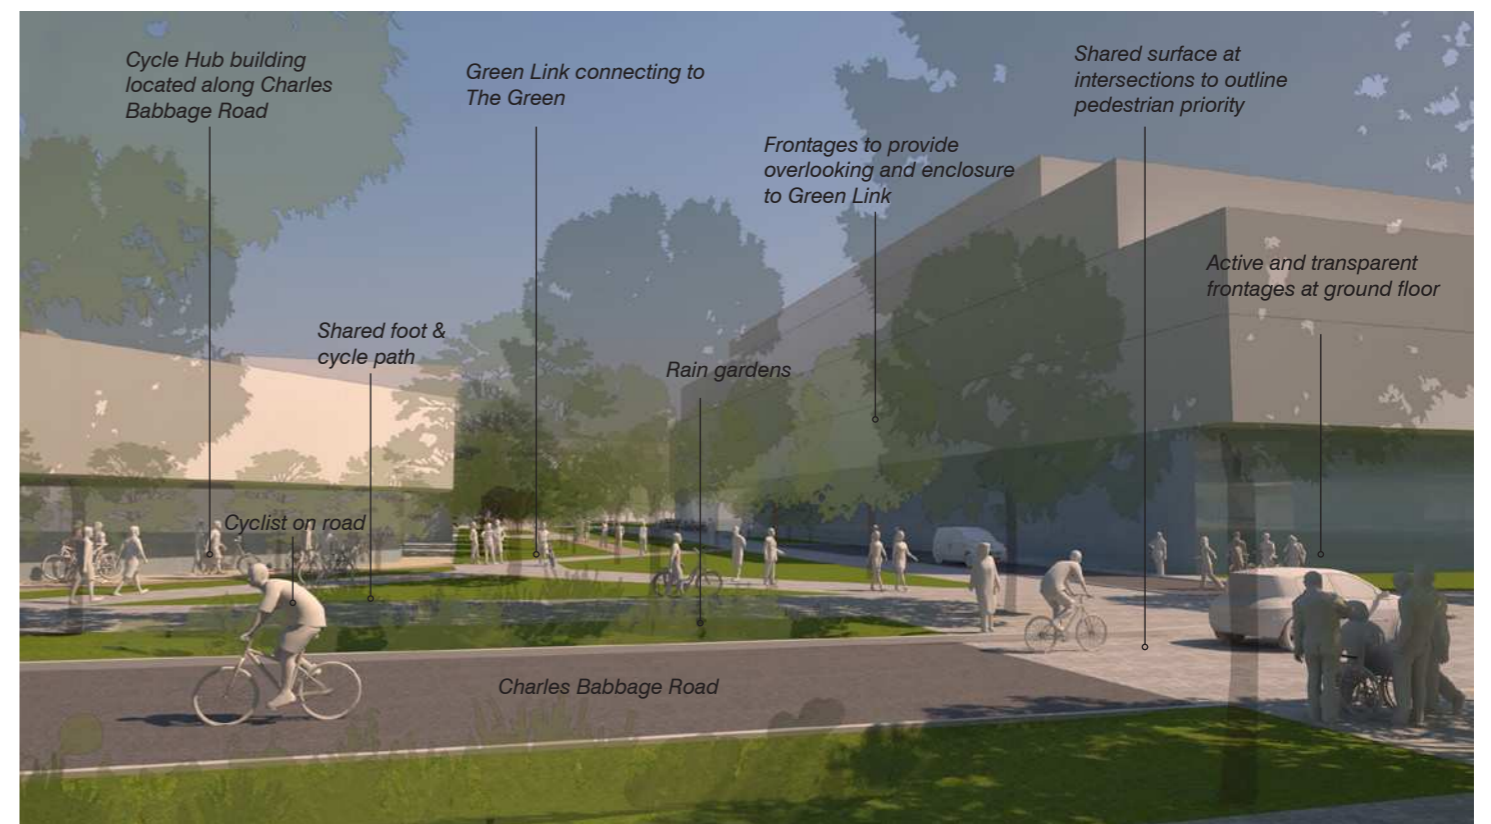 Cycle Hub building
located along Charles
Babbage Road
Green Link connecting to
The Green
Shared surface at
intersections to outline
pedestrian priority
Frontages to provide
overlooking and enclosure
to Green Link
Active and transparent
frontages at ground floor
Shared foot &
cycle path
Rain gardens
Cyclist on road
Charles Babbage Road